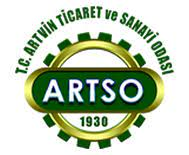 T.C. ARTVİN TİCARET ve SANAYİ ODASI
ARTSO
1930